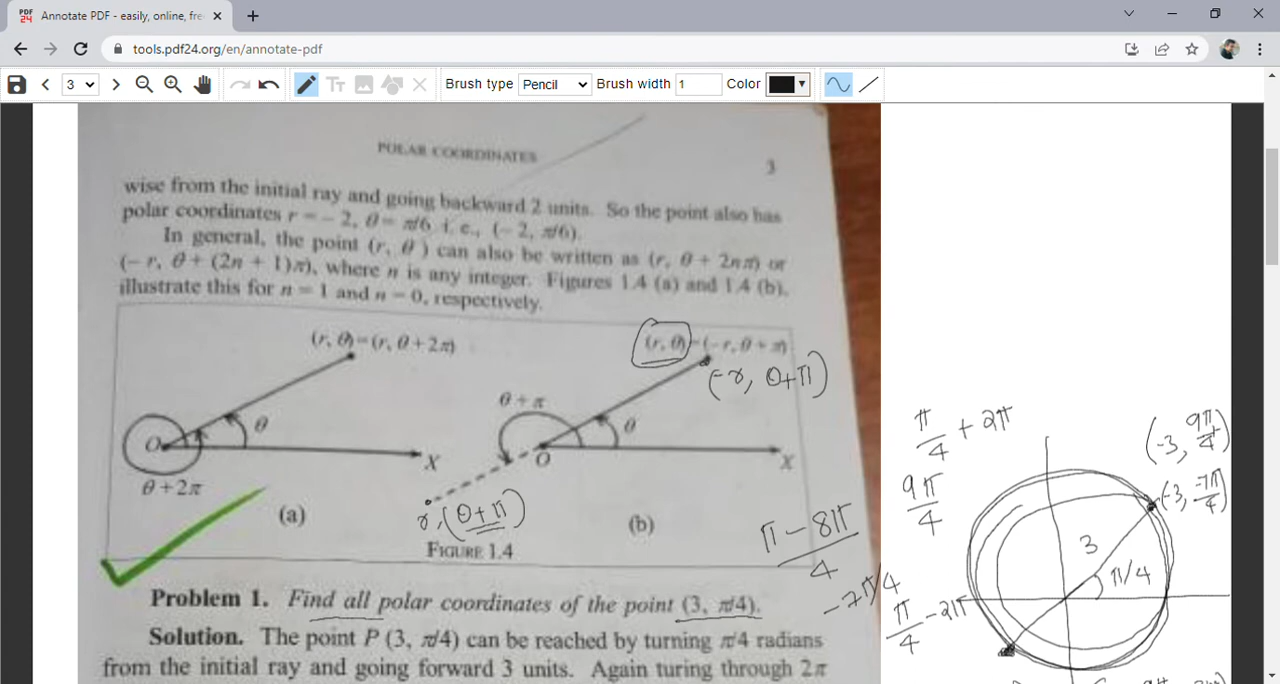 PDF 24
Annotate PDF - easily, online, fre
tools.pdf24.org/en/annotate-pdf
3
Tт
Brush type Pencil Brush width 1 Color
POLAR COORDINATES
3
wise from the initial ray and going backward 2 units. So the point also has
polar coordinates r = − 2, θ = π/6 i. e., (− 2, π/6).
In general, the point (r, θ ) can also be written as (r, θ + 2nπ) or
(− r, θ + (2n + 1)π), where n is any integer. Figures 1.4 (a) and 1.4 (b),
illustrate this for n = 1 and n = 0, respectively.
(r, θ)=(r, θ+2π)
θ
O
X
θ+2π
(a)
(r, θ)=(−r, θ + π)
(-r, θ+π)
θ+π
θ
O
X
r, (θ+π)
(b)
FIGURE 1.4
Problem 1. Find all polar coordinates of the point (3, π/4).
Solution. The point P (3, π/4) can be reached by turning π/4 radians
from the initial ray and going forward 3 units. Again turing through 2π
π/4 + 2π
9π/4
π-8π/4
-7π/4
π/4 -2π
(-3, 9π/4)
(-3, -7π/4)
3
π/4